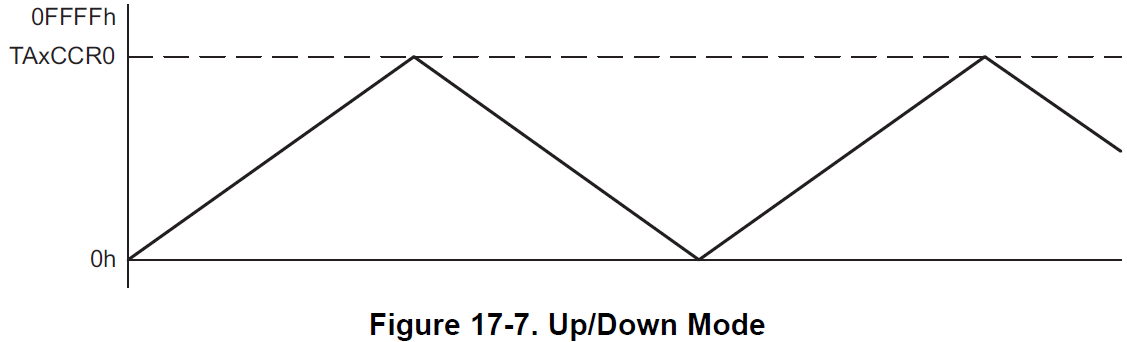 0FFFFh
TAxCCR0
0h
Figure 17-7. Up/Down Mode